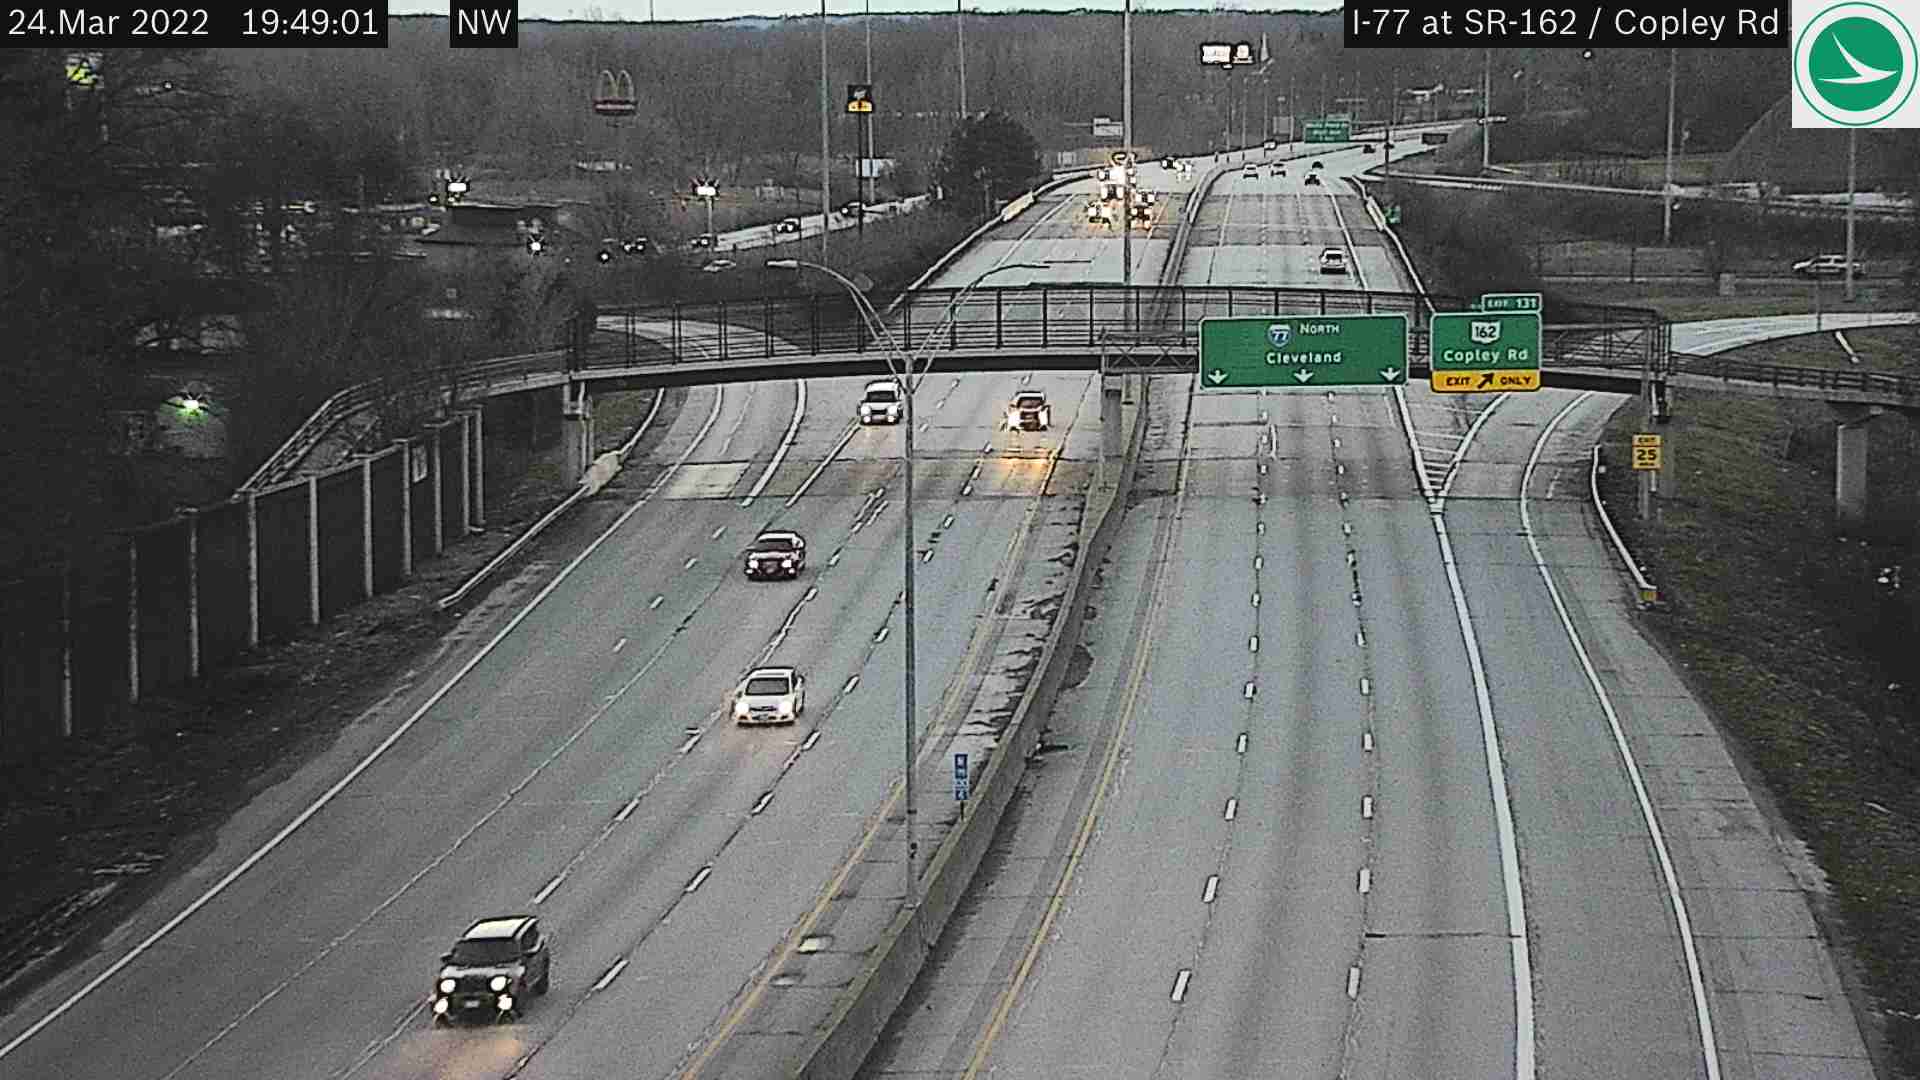 24.Mar 2022 19:49:01
NW
I-77 at SR-162 / Copley Rd
EXIT 131
77 NORTH
Cleveland
162
Copley Rd
EXIT ONLY
EXIT
25